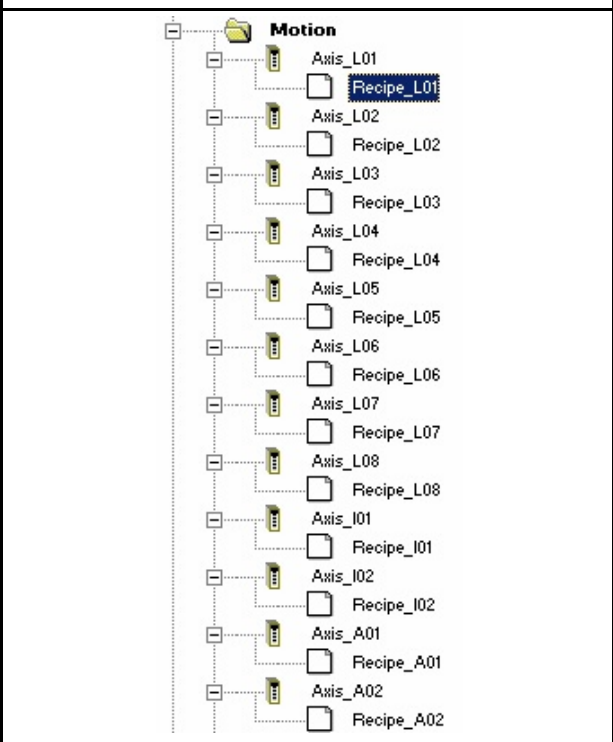 Motion
Axis_L01
Recipe_L01
Axis_L02
Recipe_L02
Axis_L03
Recipe_L03
Axis_L04
Recipe_L04
Axis_L05
Recipe_L05
Axis_L06
Recipe_L06
Axis_L07
Recipe_L07
Axis_L08
Recipe_L08
Axis_I01
Recipe_I01
Axis_I02
Recipe_I02
Axis_A01
Recipe_A01
Axis_A02
Recipe_A02